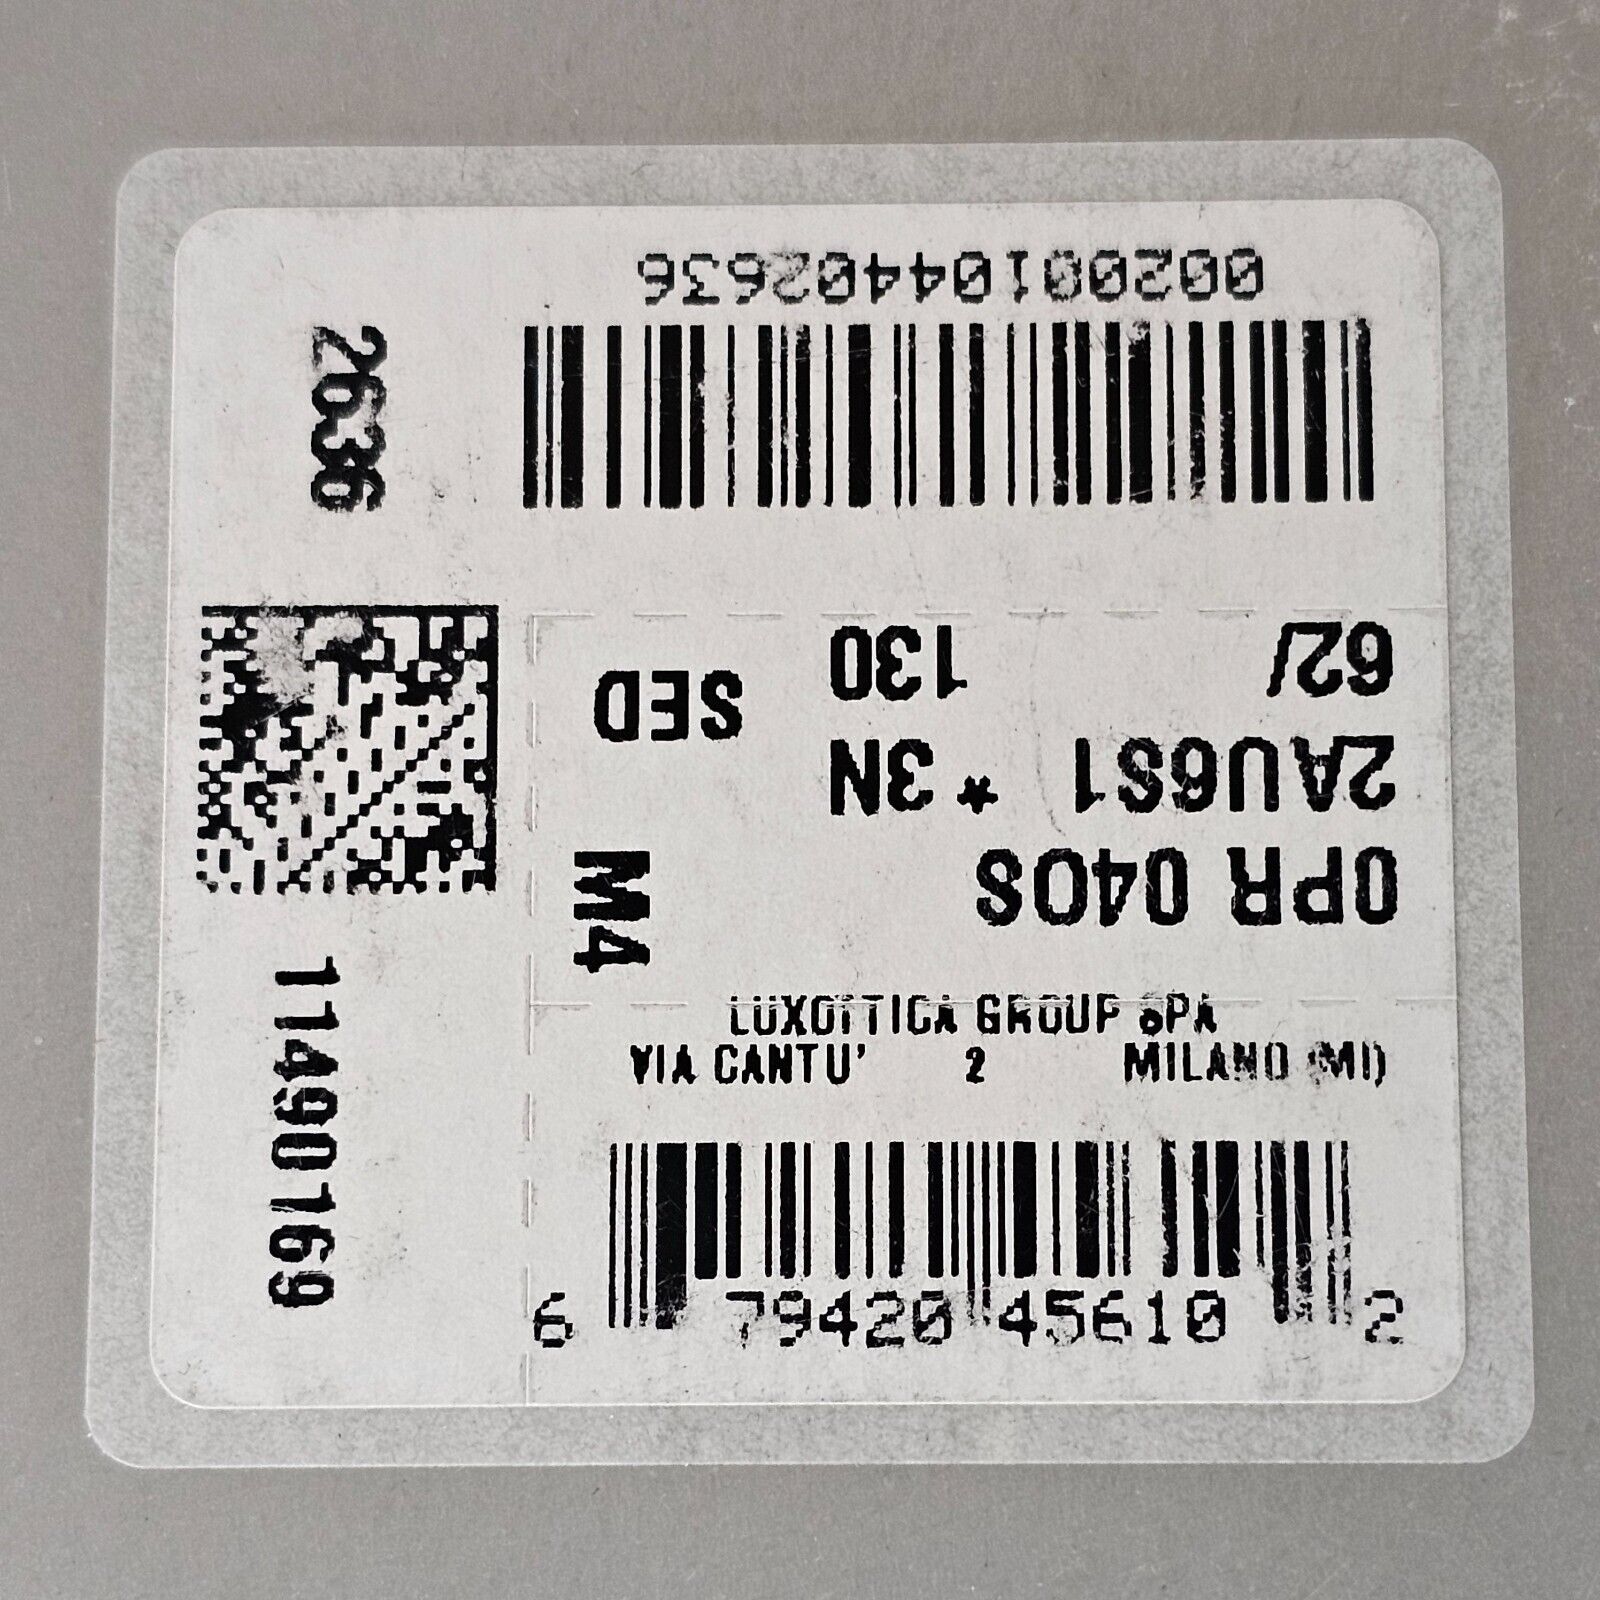 00200104402636
2636
62/ 130
SED
2AU6S1 * 3N
0PR 04OS
M4
11490169
LUXOTTICA GROUP SPA
VIA CANTU' 2 MILANO (MI)
6 79420 45610 2